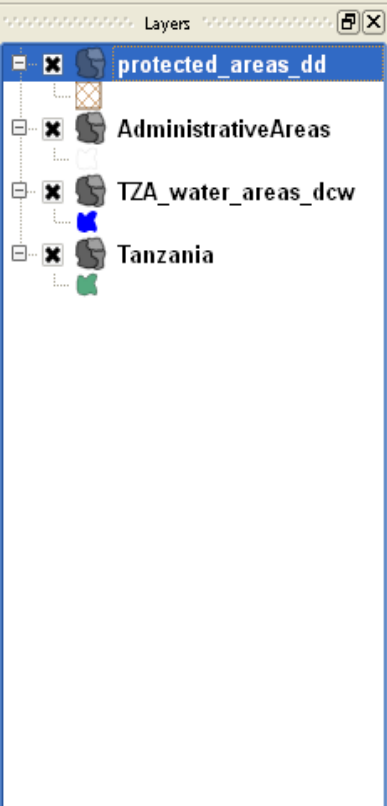 Layers
protected_areas_dd
AdministrativeAreas
TZA_water_areas_dcw
Tanzania